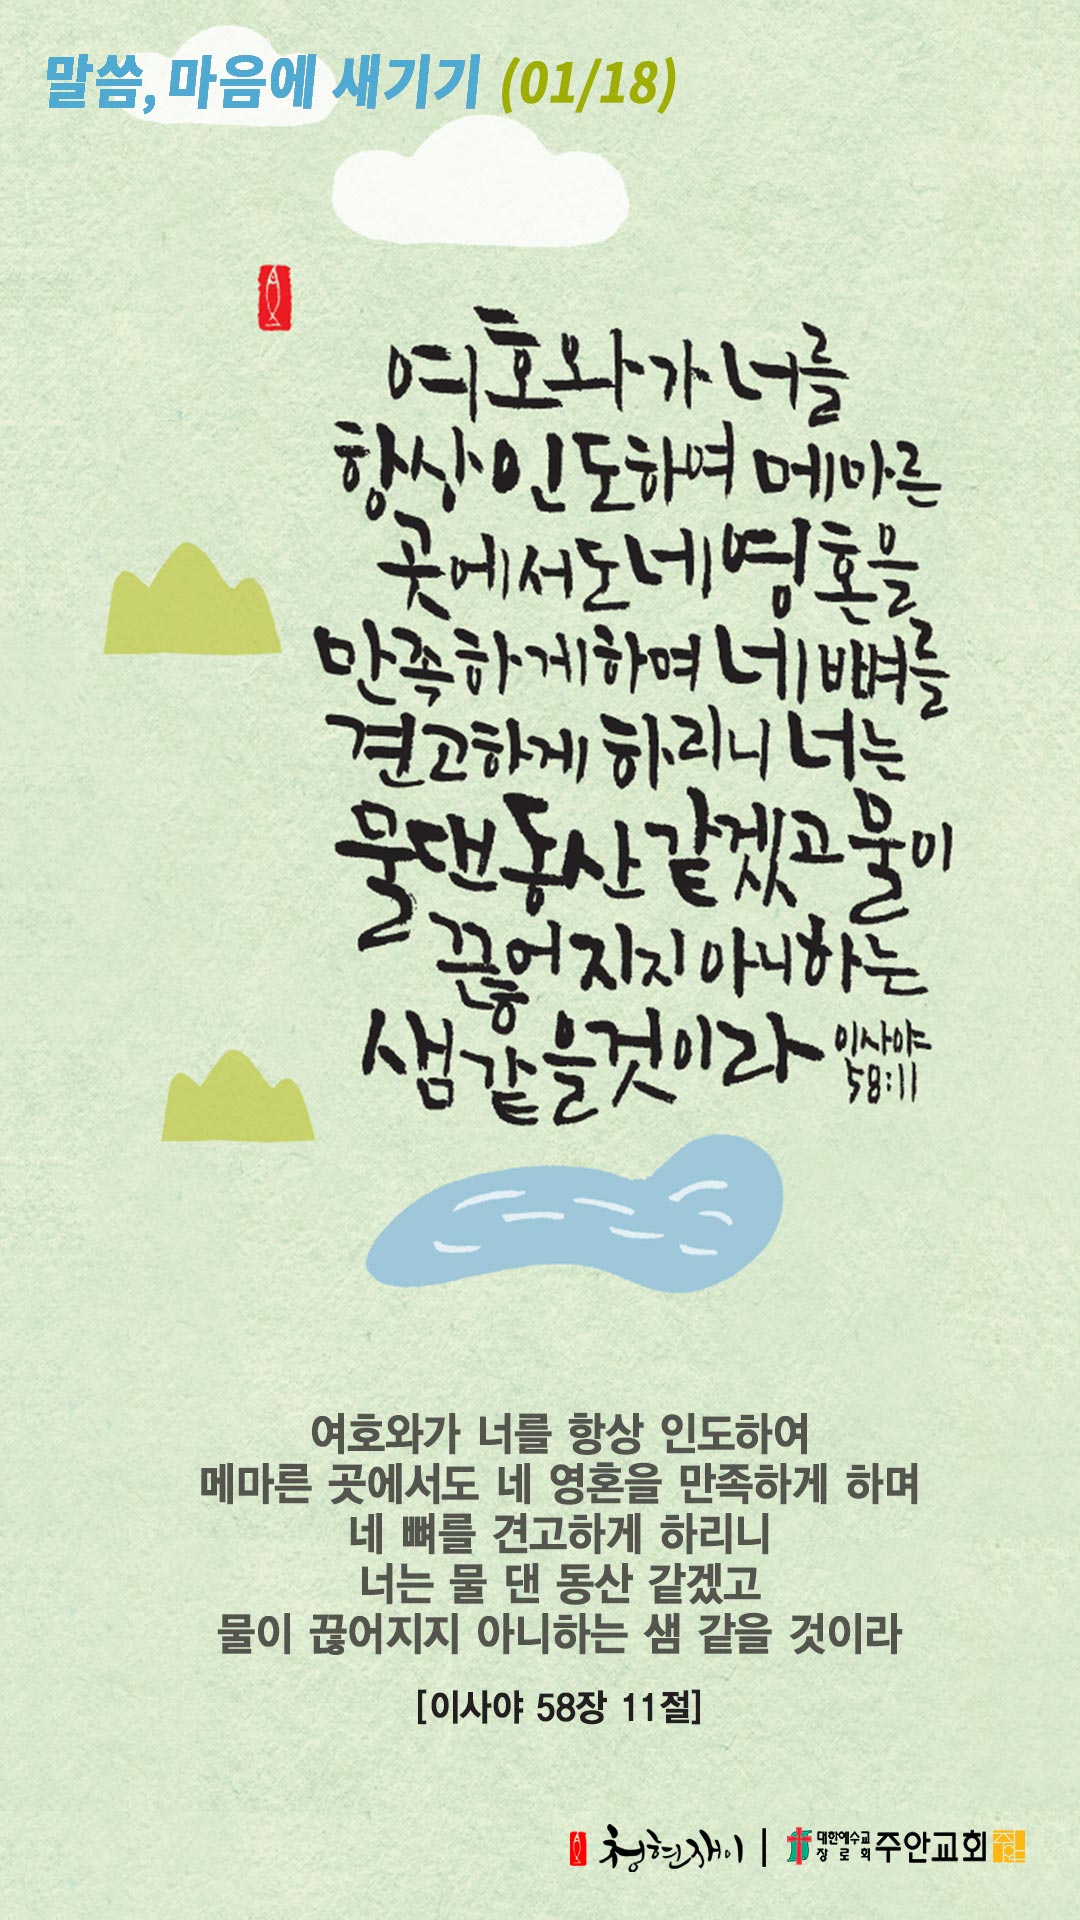 말씀, 마음에 새기기 (01/18)
여호와가 너를
항상 인도하여 메마른
곳에서도 네 영혼을
만족하게 하며 네 뼈를
견고하게 하리니 너는
물 댄 동산 같겠고 물이
끊어지지 아니하는
샘 같을 것이라
이사야
58:11
여호와가 너를 항상 인도하여
메마른 곳에서도 네 영혼을 만족하게 하며
네 뼈를 견고하게 하리니
너는 물 댄 동산 같겠고
물이 끊어지지 아니하는 샘 같을 것이라
[이사야 58장 11절]
청현재이 | 대한예수교 장로회 주안교회